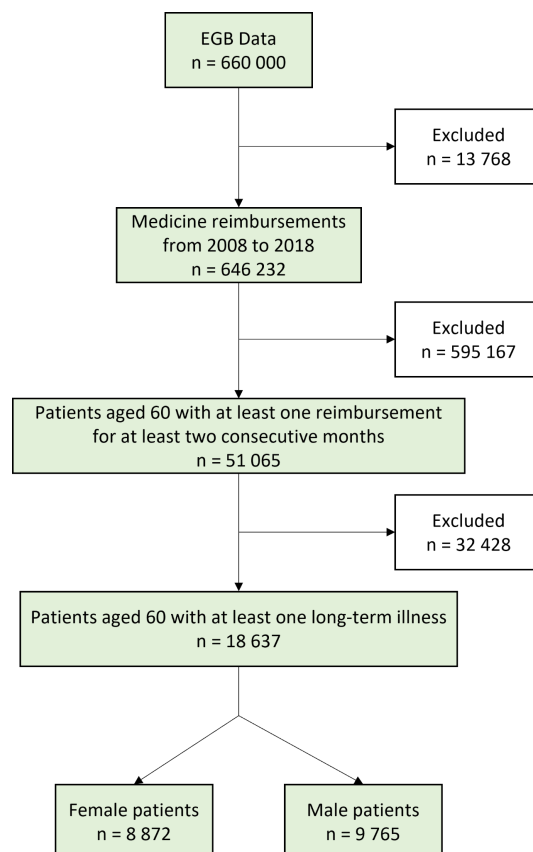 EGB Data
n = 660 000
Excluded
n = 13 768
Medicine reimbursements
from 2008 to 2018
n = 646 232
Excluded
n = 595 167
Patients aged 60 with at least one reimbursement
for at least two consecutive months
n = 51 065
Excluded
n = 32 428
Patients aged 60 with at least one long-term illness
n = 18 637
Female patients
n = 8 872
Male patients
n = 9 765